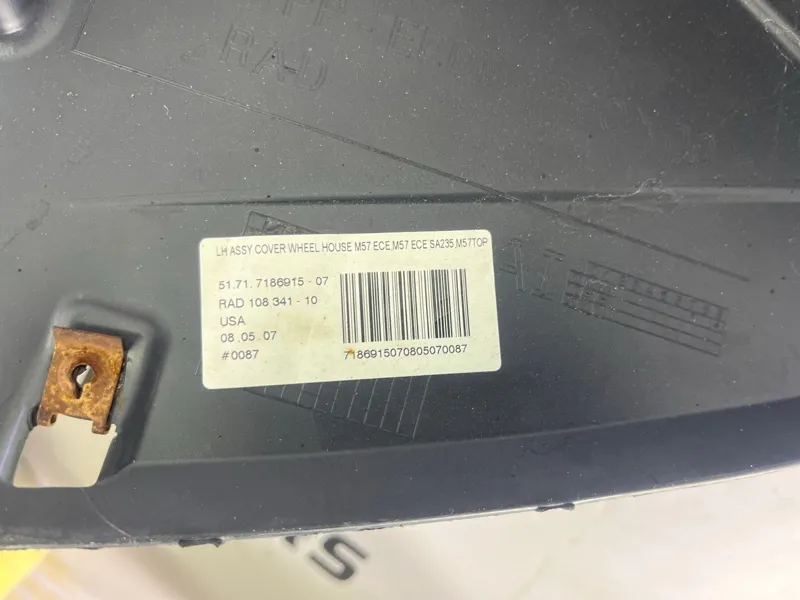 RAD
LH ASSY COVER WHEEL HOUSE M57 ECE,M57 ECE SA235,M57TOP
51.71. 7186915 - 07
RAD 108 341 - 10
USA
08 .05 .07
#0087
7186915070805070087